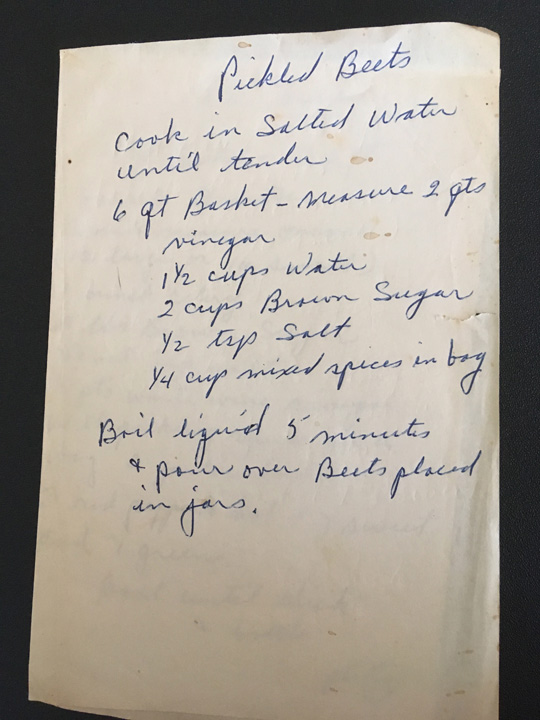 Pickled Beets
Cook in Salted Water
until tender
6 qt Basket - measure 2 qts
vinegar
1½ cups Water
2 cups Brown Sugar
½ tsp Salt
¼ cup mixed spices in bag
Boil liquid 5 minutes
& pour over Beets placed
in jars.